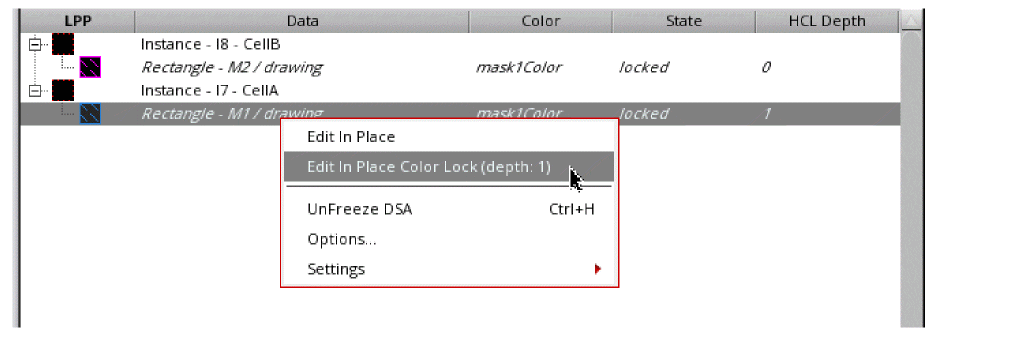 LPP Data Color State HCL Depth
Instance - I8 - CellB
Rectangle - M2 / drawing mask1Color locked 0
Instance - I7 - CellA
Rectangle - M1 / drawing mask1Color locked 1
Edit In Place
Edit In Place Color Lock (depth: 1)
UnFreeze DSA Ctrl+H
Options...
Settings